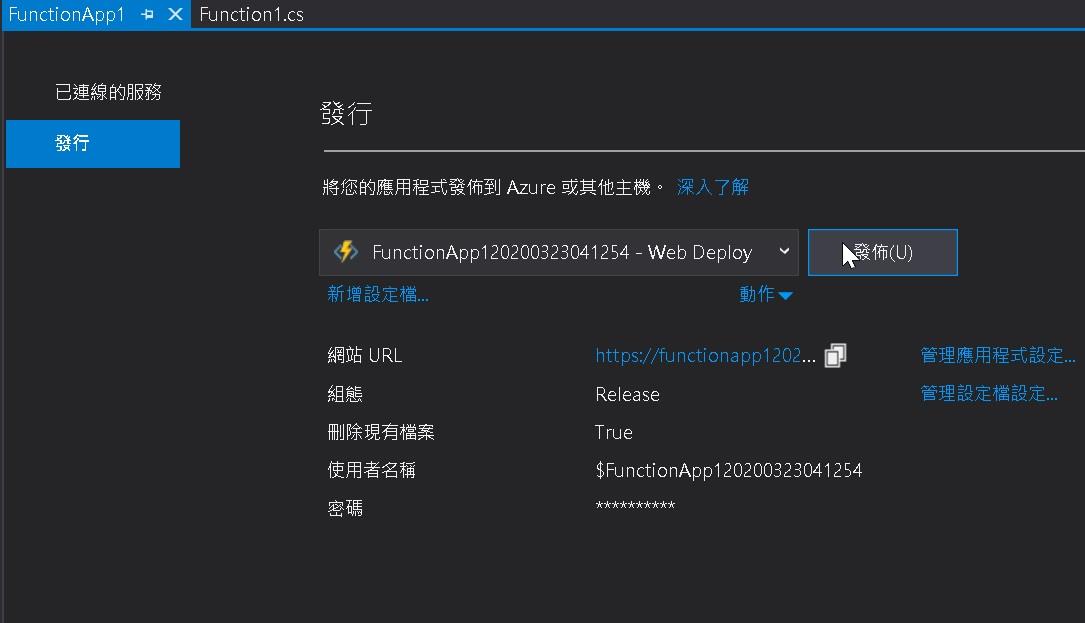 FunctionApp1
Function1.cs
已連線的服務
發行
發行
將您的應用程式發佈到 Azure 或其他主機。 深入了解
FunctionApp120200323041254 - Web Deploy
發佈(U)
新增設定檔...
動作
網站 URL
https://functionapp1202...
管理應用程式設定...
組態
Release
管理設定檔設定...
刪除現有檔案
True
使用者名稱
$FunctionApp120200323041254
密碼
**********